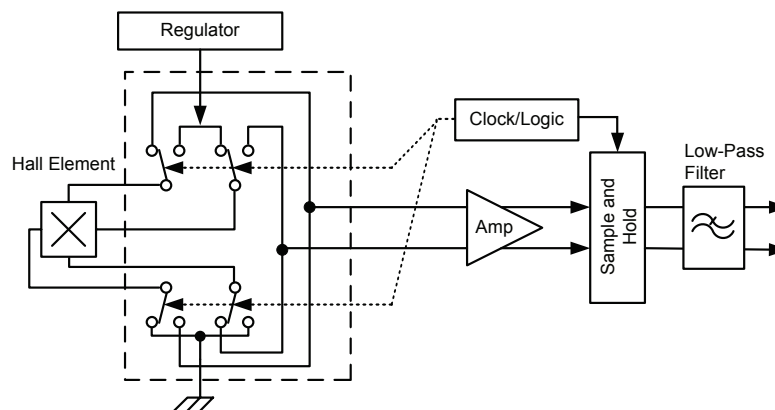 Regulator
Clock/Logic
Hall Element
Low-Pass
Filter
Amp
Sample and
Hold